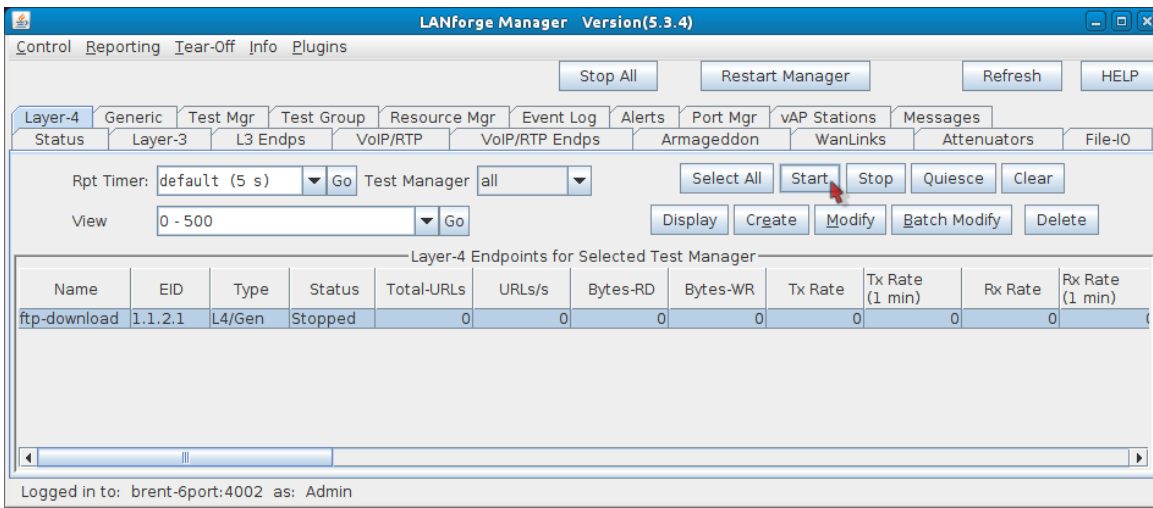 LANforge Manager Version(5.3.4)
Control Reporting Tear-Off Info Plugins
Stop All Restart Manager Refresh HELP
Layer-4 Generic Test Mgr Test Group Resource Mgr Event Log Alerts Port Mgr vAP Stations Messages
Status Layer-3 L3 Endps VoIP/RTP VoIP/RTP Endps Armageddon WanLinks Attenuators File-IO
Rpt Timer: default (5 s) Go Test Manager all Select All Start Stop Quiesce Clear
View 0 - 500 Go Display Create Modify Batch Modify Delete
Layer-4 Endpoints for Selected Test Manager
Name EID Type Status Total-URLs URLs/s Bytes-RD Bytes-WR Tx Rate Tx Rate (1 min) Rx Rate Rx Rate (1 min)
ftp-download 1.1.2.1 L4/Gen Stopped 0 0 0 0 0 0 0 0
Logged in to: brent-6port:4002 as: Admin